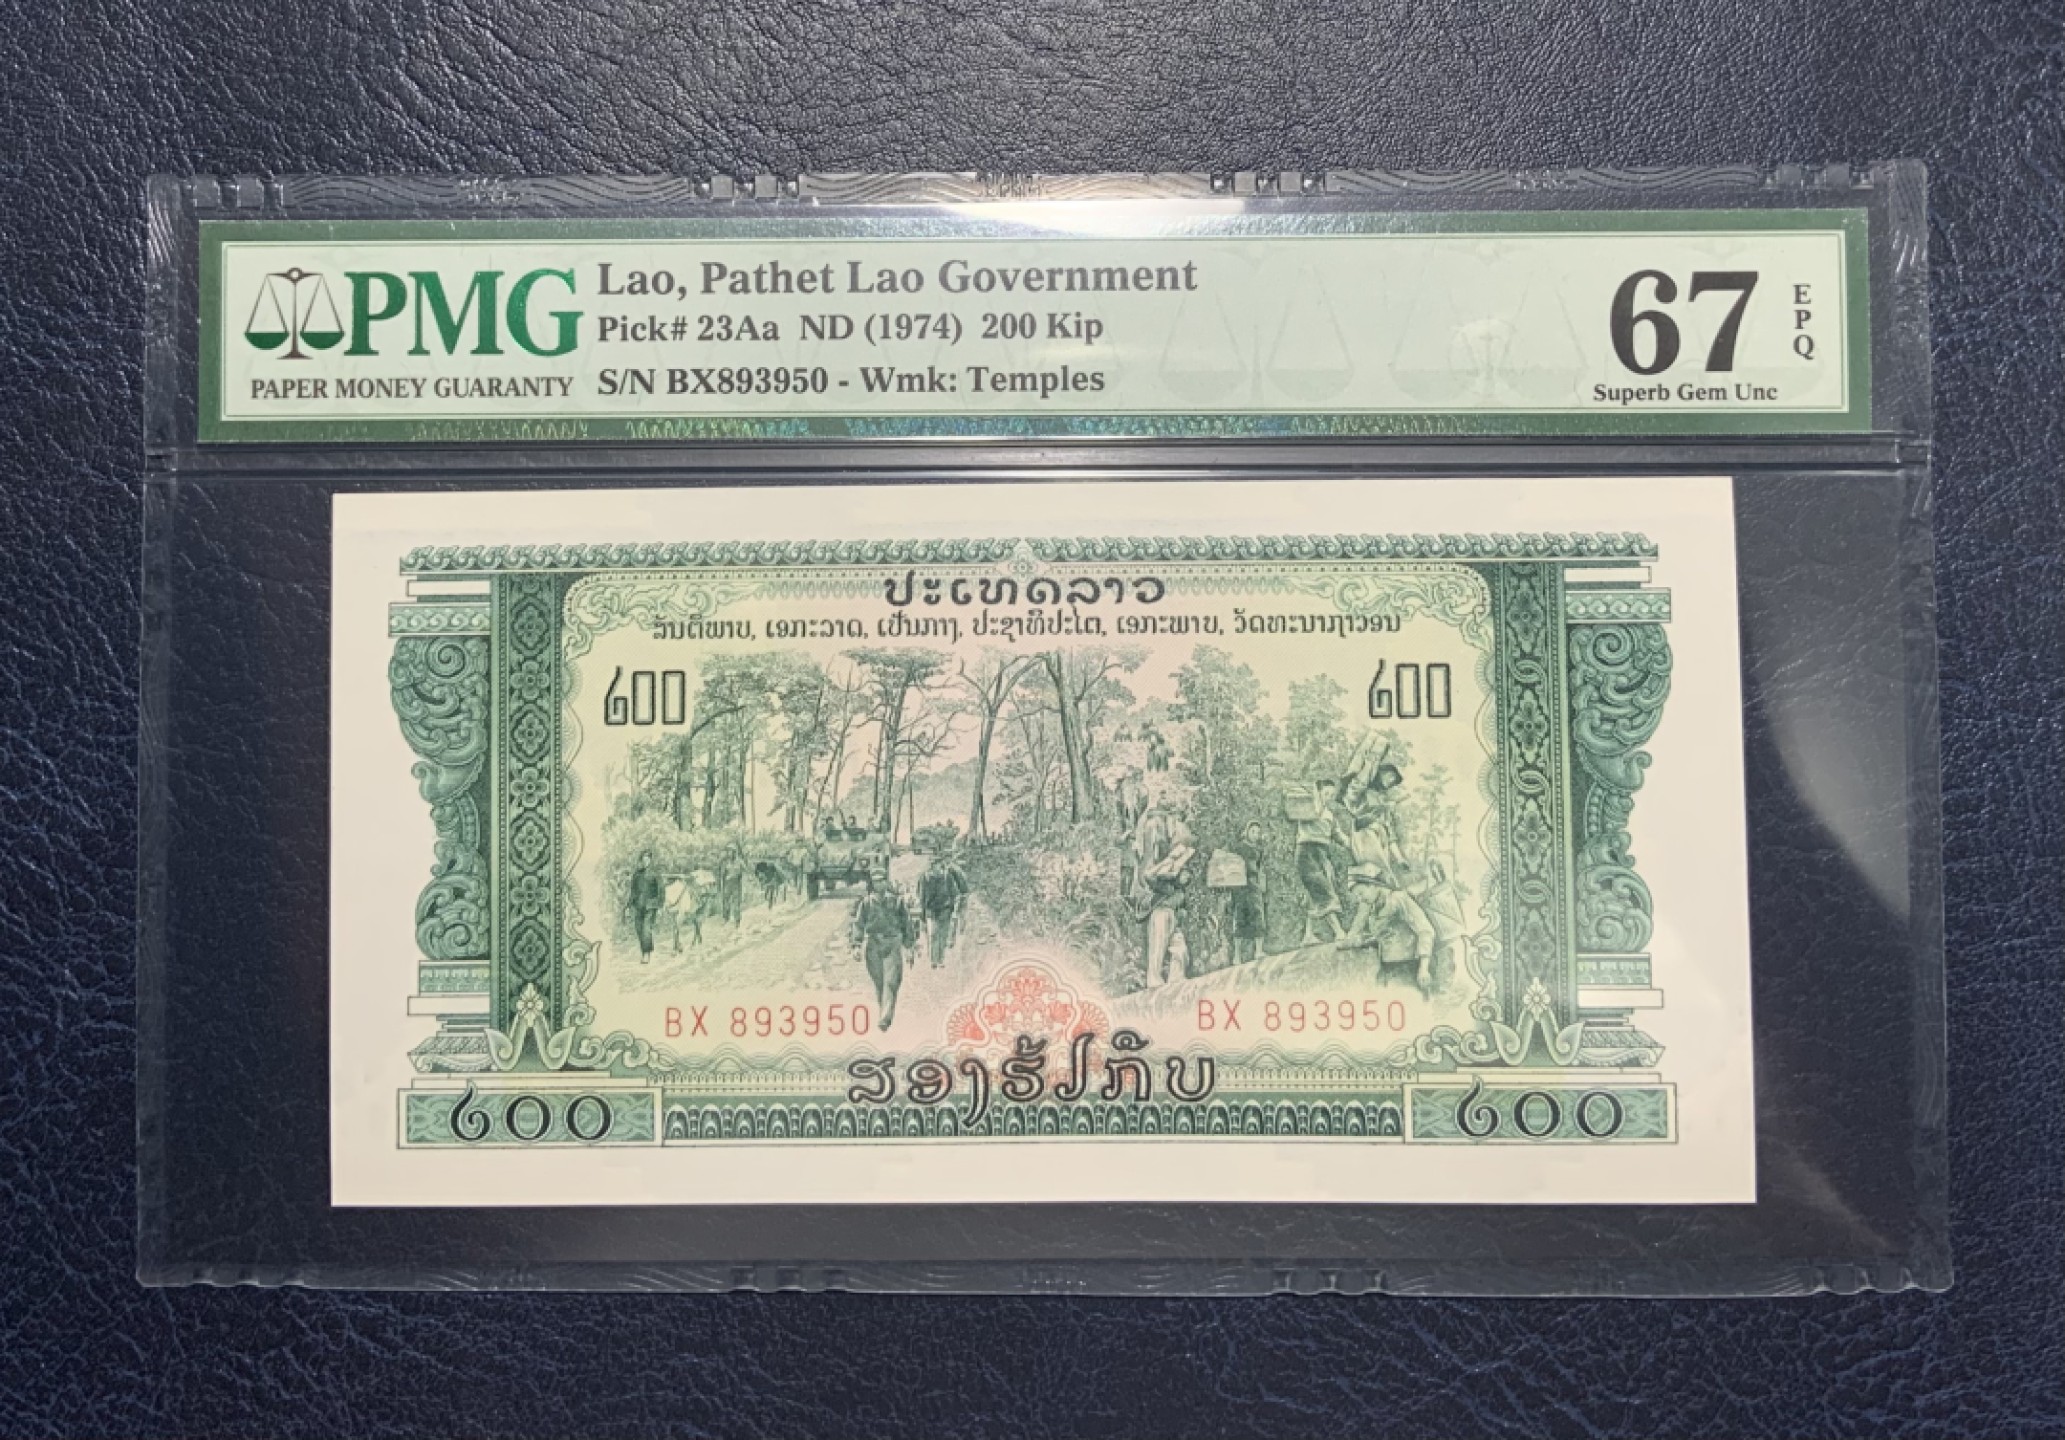 PMG
PAPER MONEY GUARANTY
Lao, Pathet Lao Government
Pick# 23Aa ND (1974) 200 Kip
S/N BX893950 - Wmk: Temples
67
EPQ
Superb Gem Unc
ປະເທດລາວ
ສັນຕິພາບ, ເອກະລາດ, ເປັນກາງ, ປະຊາທິປະໄຕ, ເອກະພາບ, ວັດທະນາຖາວອນ
໒໐໐ ໒໐໐
BX 893950 BX 893950
ສອງຮ້ອຍກີບ
໒໐໐ ໒໐໐